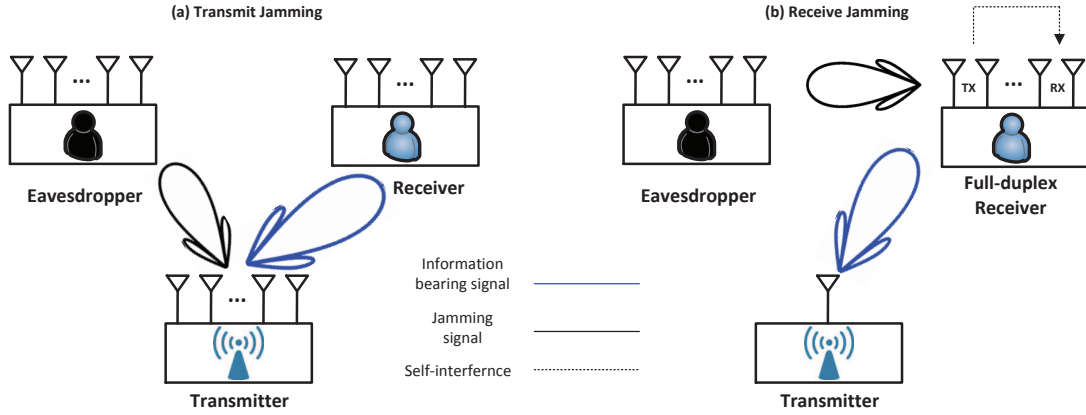 (a) Transmit Jamming
(b) Receive Jamming
...
...
...
TX
...
RX
Eavesdropper
Receiver
Eavesdropper
Full-duplex
Receiver
...
Information
bearing signal
Jamming
signal
Self-interfernce
Transmitter
Transmitter